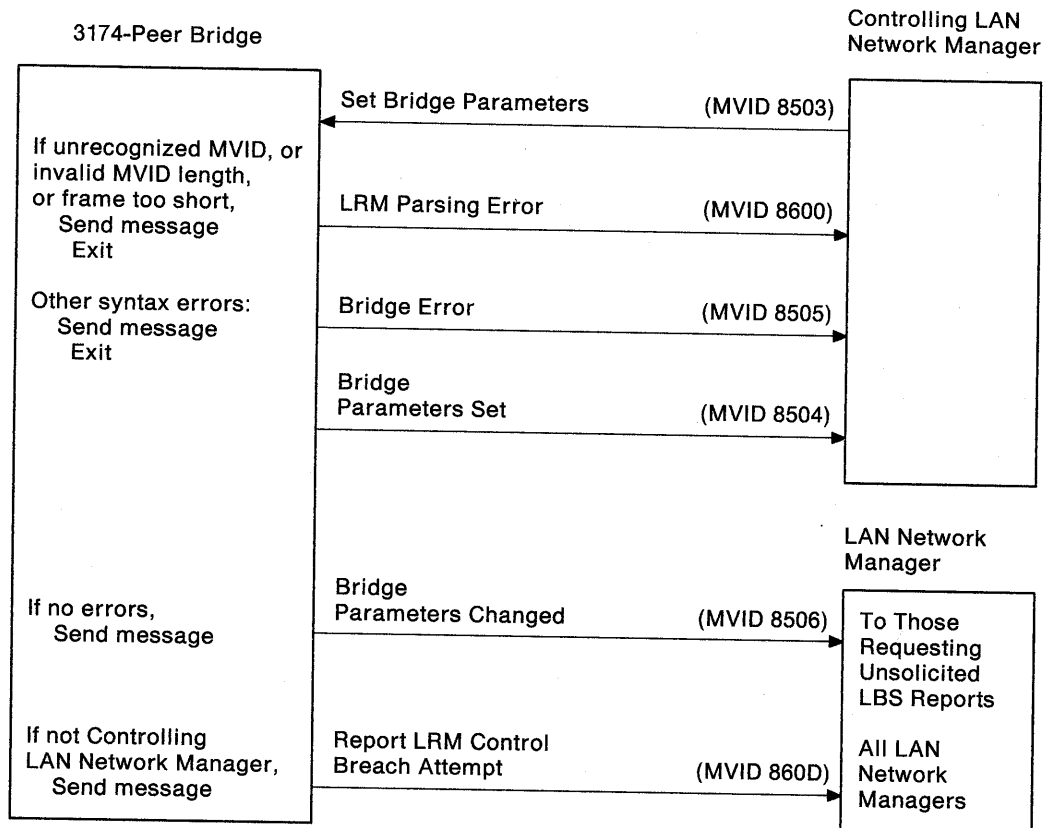 3174-Peer Bridge
Controlling LAN
Network Manager
Set Bridge Parameters (MVID 8503)
If unrecognized MVID, or
invalid MVID length,
or frame too short,
Send message
Exit
LRM Parsing Error (MVID 8600)
Other syntax errors:
Send message
Exit
Bridge Error (MVID 8505)
Bridge
Parameters Set (MVID 8504)
LAN Network
Manager
If no errors,
Send message
Bridge
Parameters Changed (MVID 8506)
To Those
Requesting
Unsolicited
LBS Reports
If not Controlling
LAN Network Manager,
Send message
Report LRM Control
Breach Attempt (MVID 860D)
All LAN
Network
Managers